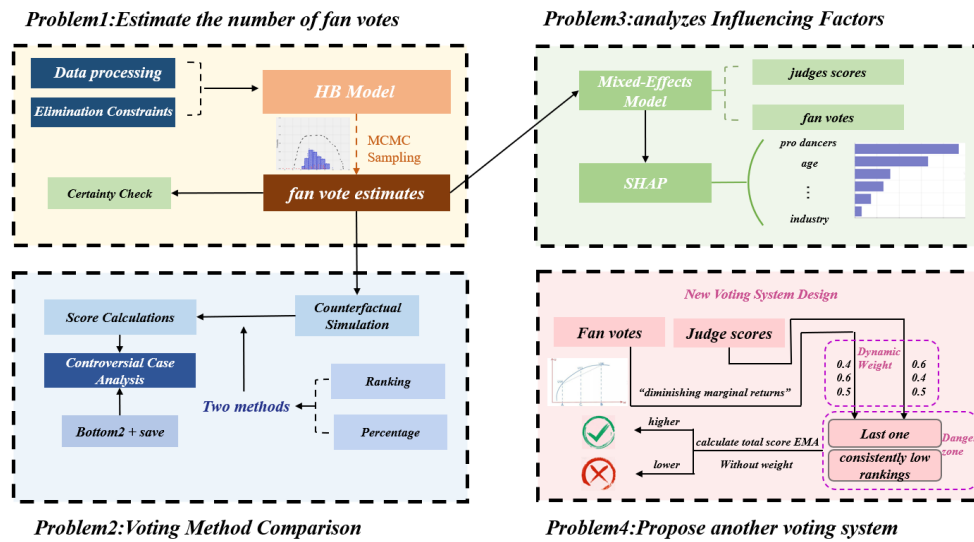 Problem1:Estimate the number of fan votes
Data processing
Elimination Constraints
HB Model
MCMC
Sampling
Certainty Check
fan vote estimates
Problem3:analyzes Influencing Factors
Mixed-Effects
Model
judges scores
fan votes
SHAP
pro dancers
age
...
industry
Score Calculations
Counterfactual
Simulation
Controversial Case
Analysis
Two methods
Ranking
Percentage
Bottom2 + save
Problem2:Voting Method Comparison
New Voting System Design
Fan votes
Judge scores
Dynamic
Weight
0.4
0.6
0.5
0.6
0.4
0.5
“diminishing marginal returns”
higher
lower
calculate total score EMA
Without weight
Last one
consistently low
rankings
Danger
zone
Problem4:Propose another voting system